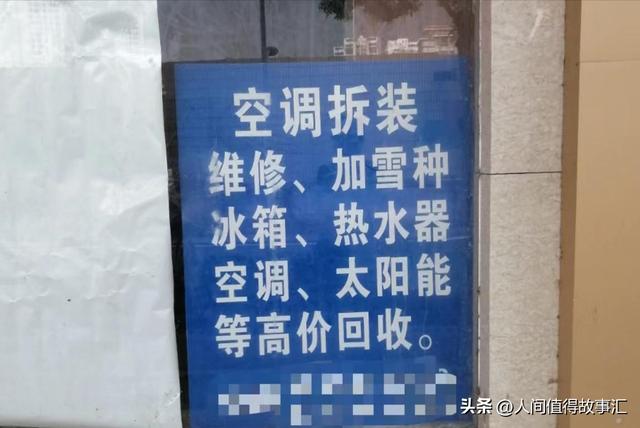 空调拆装
维修、加雪种
冰箱、热水器
空调、太阳能
等高价回收。
头条 @人间值得故事汇